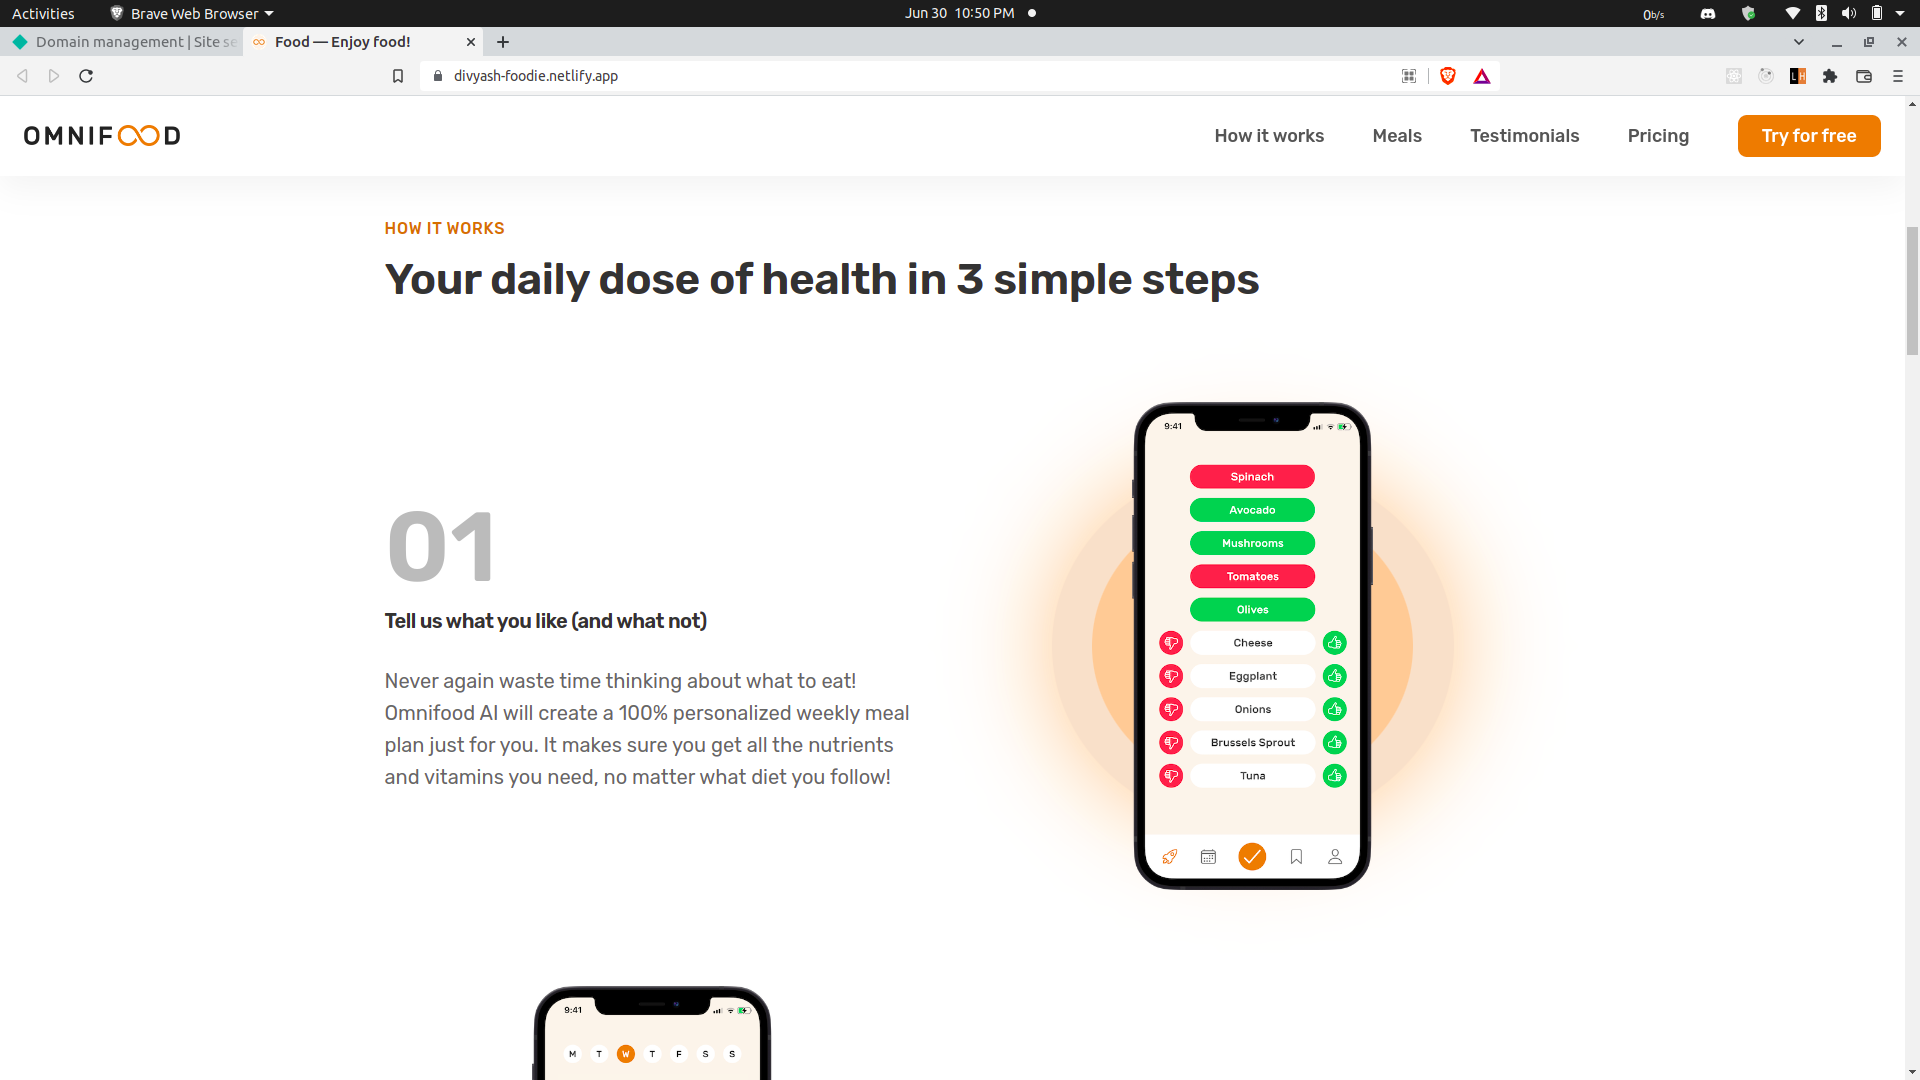 Activities
Brave Web Browser
Jun 30 10:50 PM
0b/s
Domain management | Site se
Food — Enjoy food!
divyash-foodie.netlify.app
LH
OMNIFOOD
How it works
Meals
Testimonials
Pricing
Try for free
HOW IT WORKS
Your daily dose of health in 3 simple steps
01
Tell us what you like (and what not)
Never again waste time thinking about what to eat!
Omnifood AI will create a 100% personalized weekly meal
plan just for you. It makes sure you get all the nutrients
and vitamins you need, no matter what diet you follow!
9:41
Spinach
Avocado
Mushrooms
Tomatoes
Olives
Cheese
Eggplant
Onions
Brussels Sprout
Tuna
9:41
M T W T F S S